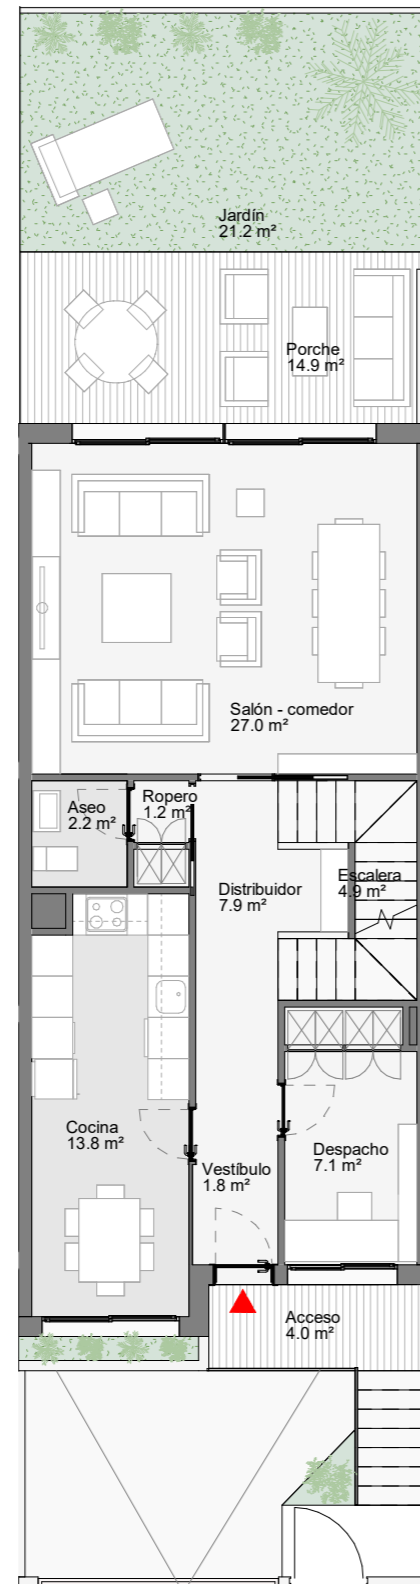 Jardín
21.2 m²
Porche
14.9 m²
Salón - comedor
27.0 m²
Aseo
2.2 m²
Ropero
1.2 m²
Distribuidor
7.9 m²
Escalera
4.9 m²
Cocina
13.8 m²
Despacho
7.1 m²
Vestíbulo
1.8 m²
Acceso
4.0 m²